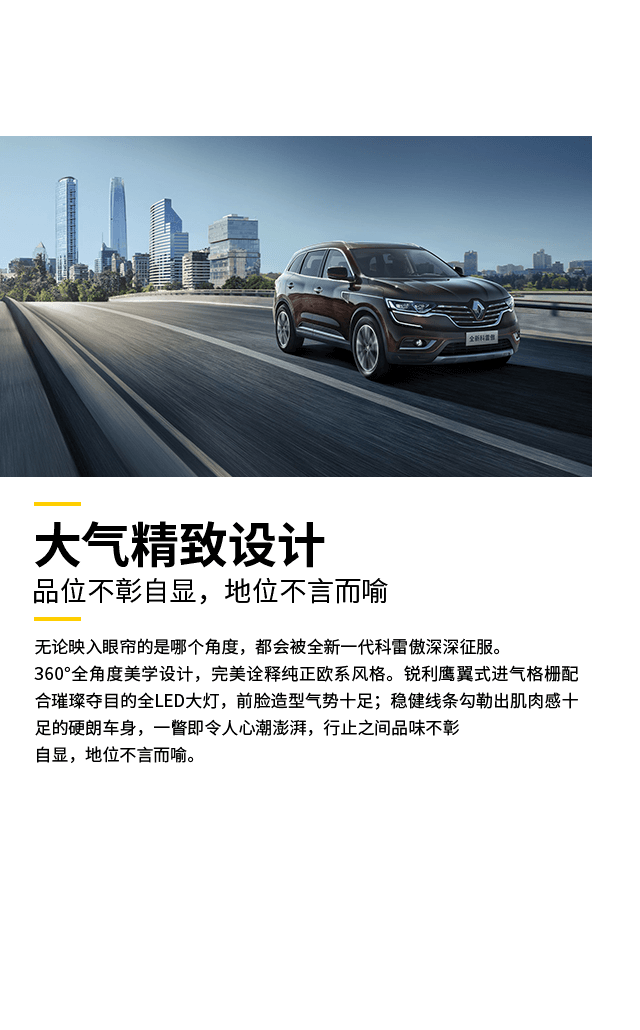 全新科雷傲
大气精致设计
品位不彰自显，地位不言而喻
无论映入眼帘的是哪个角度，都会被全新一代科雷傲深深征服。
360°全角度美学设计，完美诠释纯正欧系风格。锐利鹰翼式进气格栅配
合璀璨夺目的全LED大灯，前脸造型气势十足；稳健线条勾勒出肌肉感十
足的硬朗车身，一瞥即令人心潮澎湃，行止之间品味不彰
自显，地位不言而喻。